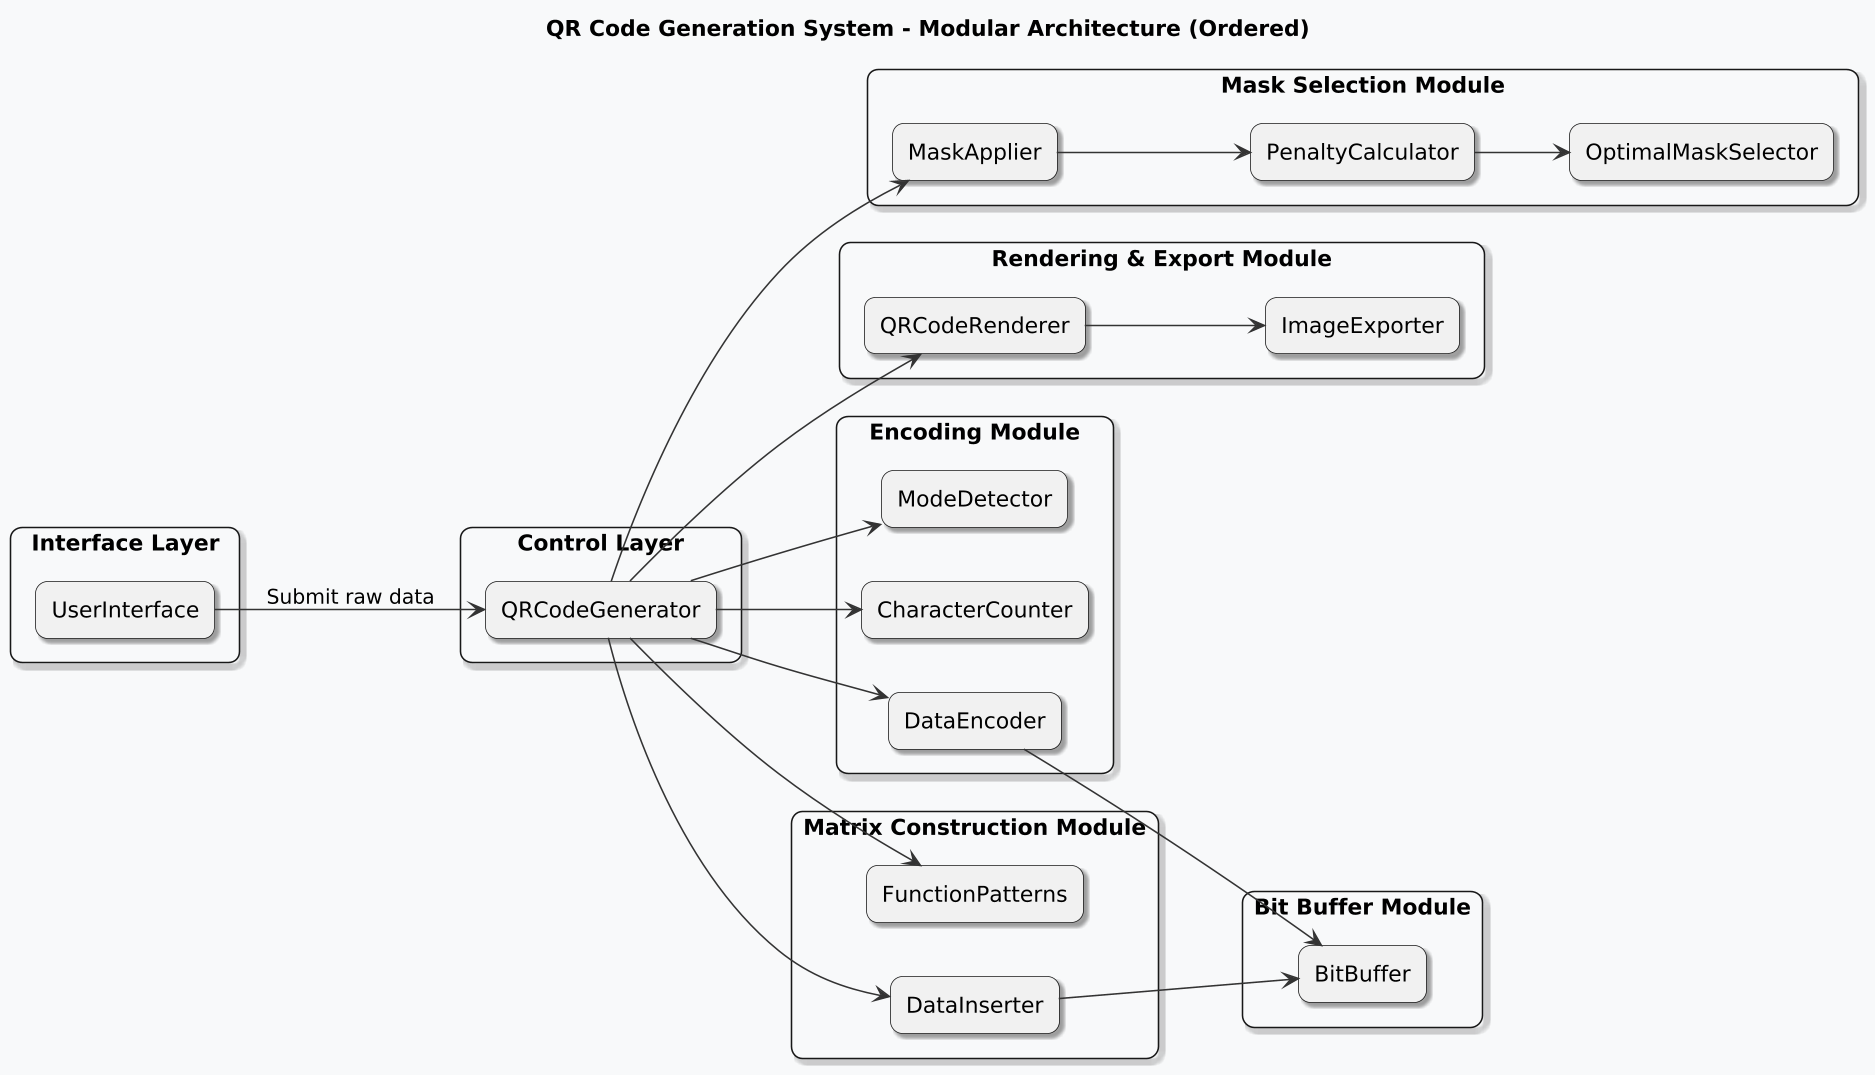 QR Code Generation System - Modular Architecture (Ordered)
Mask Selection Module
MaskApplier
PenaltyCalculator
OptimalMaskSelector
Rendering & Export Module
QRCodeRenderer
ImageExporter
Encoding Module
ModeDetector
Interface Layer
Control Layer
UserInterface
Submit raw data
QRCodeGenerator
CharacterCounter
DataEncoder
Matrix Construction Module
FunctionPatterns
Bit Buffer Module
BitBuffer
DataInserter